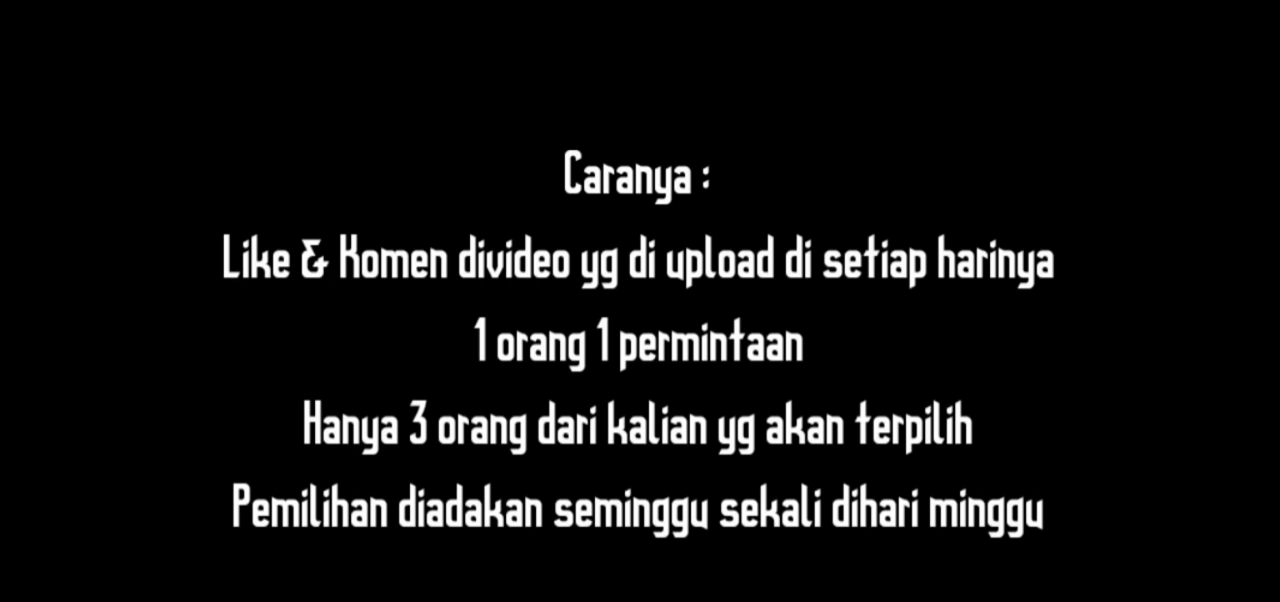 Caranya :
Like & Komen divideo yg di upload di setiap harinya
1 orang 1 permintaan
Hanya 3 orang dari kalian yg akan terpilih
Pemilihan diadakan seminggu sekali dihari minggu